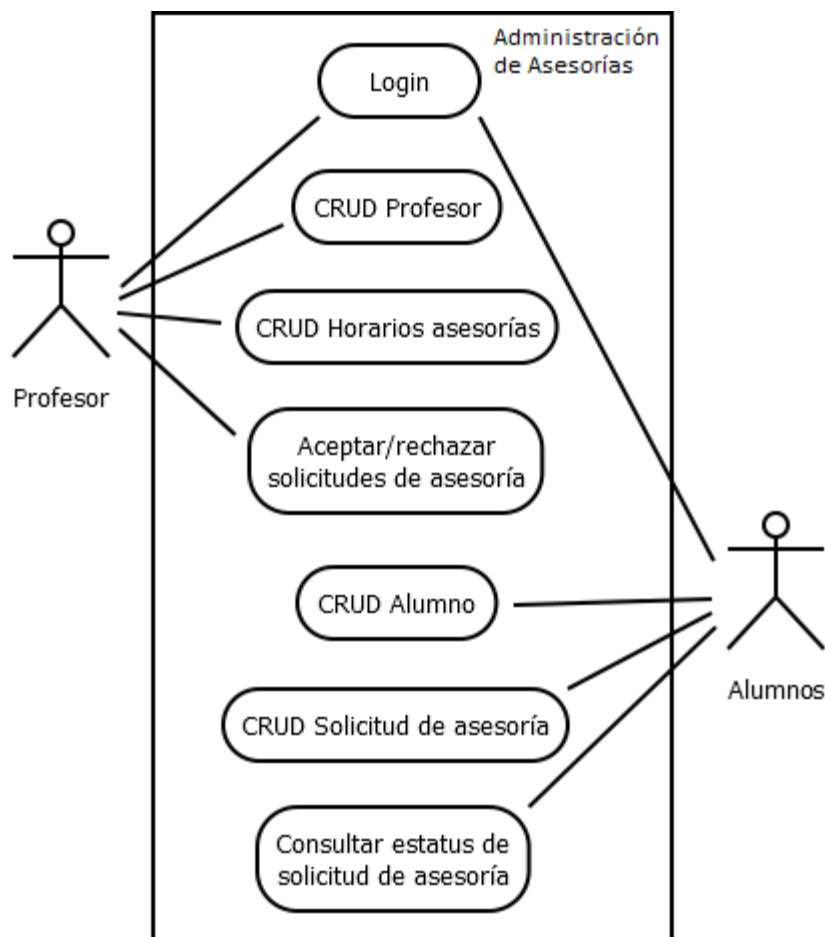 Administración
de Asesorías
Login
CRUD Profesor
CRUD Horarios asesorías
Profesor
Aceptar/rechazar
solicitudes de asesoría
CRUD Alumno
Alumnos
CRUD Solicitud de asesoría
Consultar estatus de
solicitud de asesoría